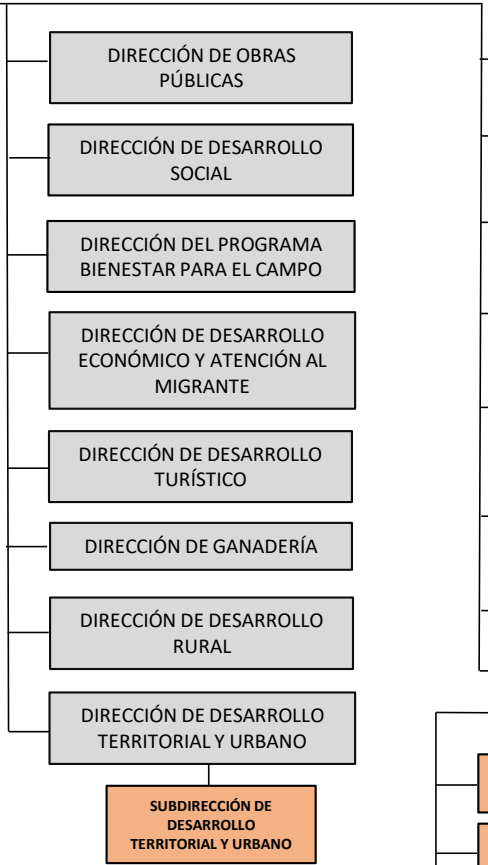 DIRECCIÓN DE OBRAS
PÚBLICAS
DIRECCIÓN DE DESARROLLO
SOCIAL
DIRECCIÓN DEL PROGRAMA
BIENESTAR PARA EL CAMPO
DIRECCIÓN DE DESARROLLO
ECONÓMICO Y ATENCIÓN AL
MIGRANTE
DIRECCIÓN DE DESARROLLO
TURÍSTICO
DIRECCIÓN DE GANADERÍA
DIRECCIÓN DE DESARROLLO
RURAL
DIRECCIÓN DE DESARROLLO
TERRITORIAL Y URBANO
SUBDIRECCIÓN DE
DESARROLLO
TERRITORIAL Y URBANO